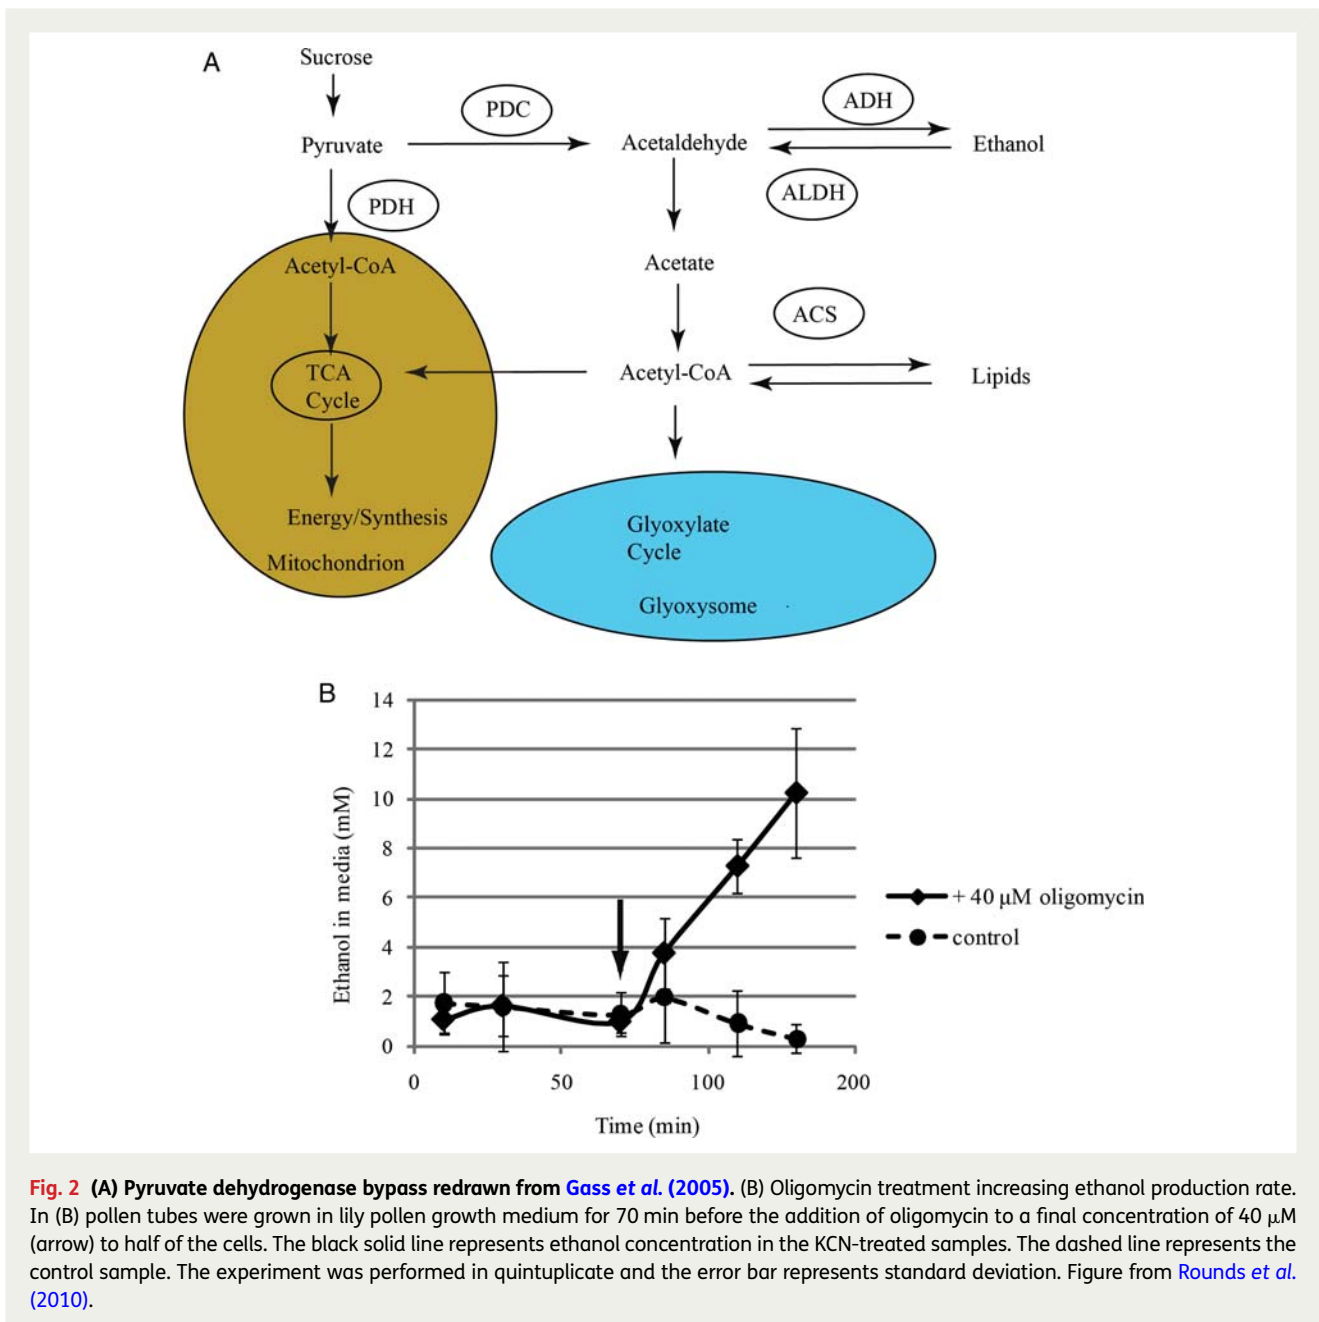 A
Sucrose
Pyruvate
PDC
Acetaldehyde
ADH
Ethanol
PDH
ALDH
Acetyl-CoA
Acetate
ACS
TCA
Cycle
Acetyl-CoA
Lipids
Energy/Synthesis
Mitochondrion
Glyoxylate
Cycle
Glyoxysome
B
14
12
10
8
6
4
2
0
Ethanol in media (mM)
0 50 100 200
Time (min)
+ 40 μM oligomycin
control
Fig. 2 (A) Pyruvate dehydrogenase bypass redrawn from Gass et al. (2005). (B) Oligomycin treatment increasing ethanol production rate.
In (B) pollen tubes were grown in lily pollen growth medium for 70 min before the addition of oligomycin to a final concentration of 40 μM
(arrow) to half of the cells. The black solid line represents ethanol concentration in the KCN-treated samples. The dashed line represents the
control sample. The experiment was performed in quintuplicate and the error bar represents standard deviation. Figure from Rounds et al.
(2010).